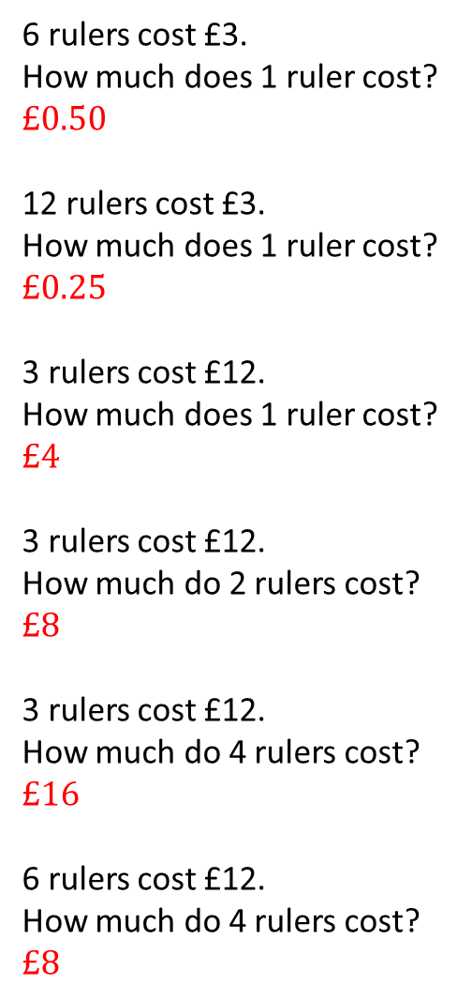 6 rulers cost £3.
How much does 1 ruler cost?
£0.50
12 rulers cost £3.
How much does 1 ruler cost?
£0.25
3 rulers cost £12.
How much does 1 ruler cost?
£4
3 rulers cost £12.
How much do 2 rulers cost?
£8
3 rulers cost £12.
How much do 4 rulers cost?
£16
6 rulers cost £12.
How much do 4 rulers cost?
£8